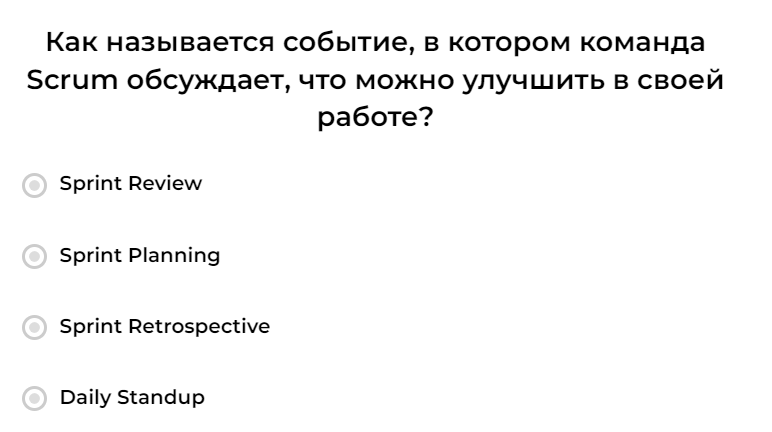 Как называется событие, в котором команда
Scrum обсуждает, что можно улучшить в своей
работе?
Sprint Review
Sprint Planning
Sprint Retrospective
Daily Standup